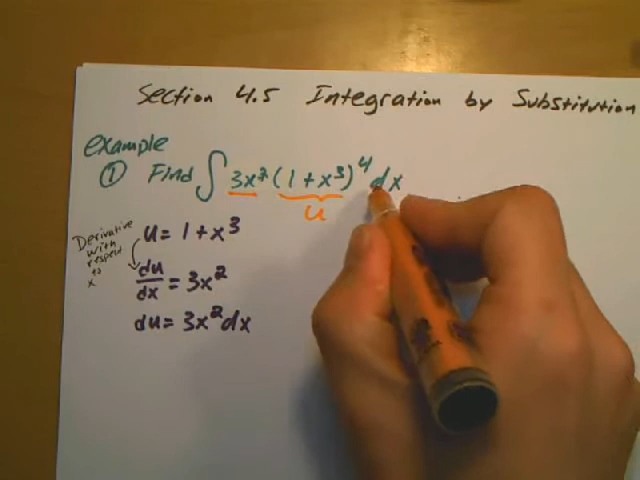 Section 4.5 Integration by Substitution
example
① Find ∫ 3x² (1 + x³)⁴ dx
u
Derivative
with
respect
to
x
u = 1 + x³
du/dx = 3x²
du = 3x² dx